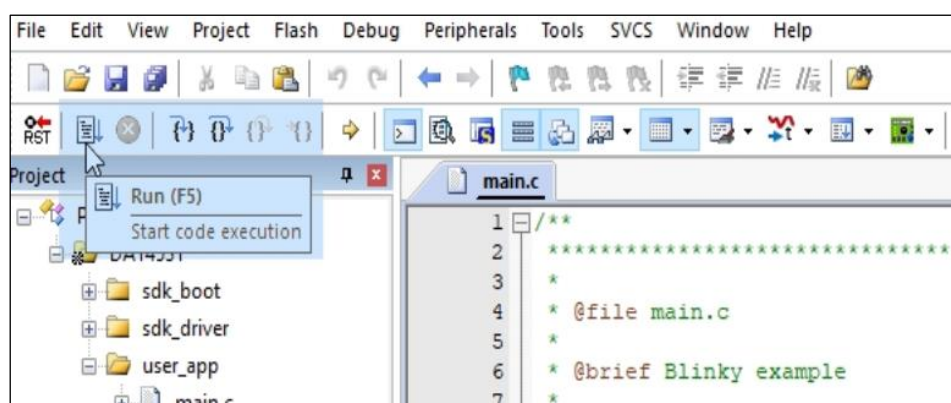 File Edit View Project Flash Debug Peripherals Tools SVCS Window Help
RST
Project
main.c
Run (F5)
Start code execution
sdk_boot
sdk_driver
user_app
main.c
1 /**
2 *********************************
3 *
4 * @file main.c
5 *
6 * @brief Blinky example
7 *